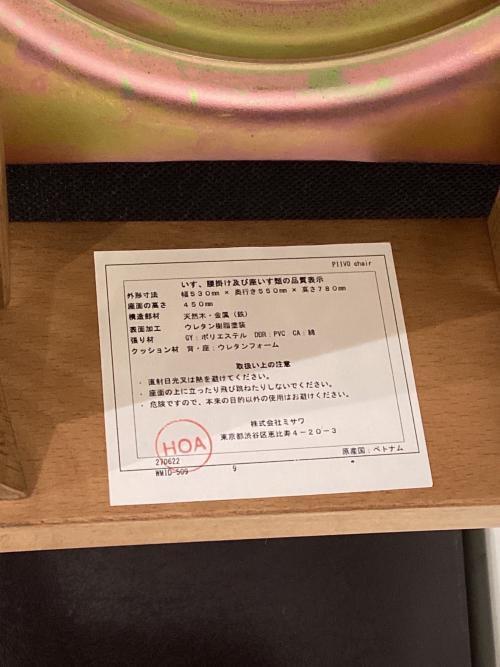 PIIVO chair
いす、腰掛け及び座いす類の品質表示
外形寸法 幅530mm × 奥行き550mm × 高さ780mm
座面の高さ 450mm
構造部材 天然木・金属（鉄）
表面加工 ウレタン樹脂塗装
張り材 GY：ポリエステル DBR：PVC CA：綿
クッション材 背・座：ウレタンフォーム
取扱い上の注意
・ 直射日光又は熱を避けてください。
・ 座面の上に立ったり飛び跳ねたりしないでください。
・ 危険ですので、本来の目的以外の使用はお避けください。
株式会社ミサワ
東京都渋谷区恵比寿4－20－3
HOA
原産国：ベトナム
270622
WMID-509 9